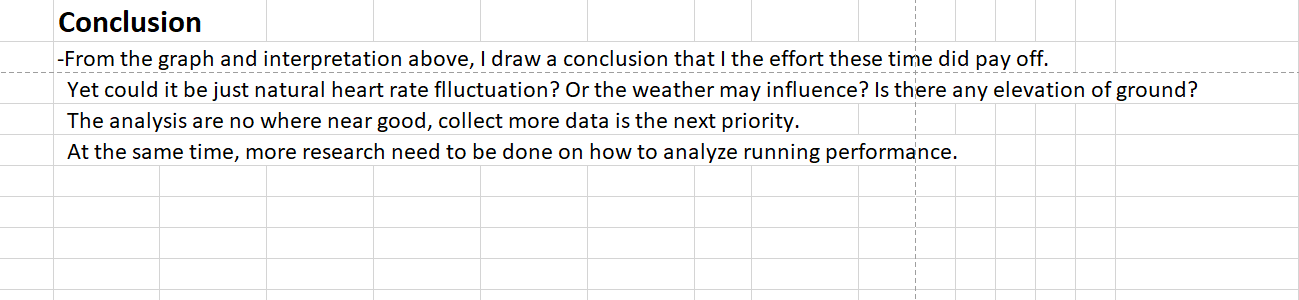 Conclusion
-From the graph and interpretation above, I draw a conclusion that I the effort these time did pay off.
Yet could it be just natural heart rate flluctuation? Or the weather may influence? Is there any elevation of ground?
The analysis are no where near good, collect more data is the next priority.
At the same time, more research need to be done on how to analyze running performance.